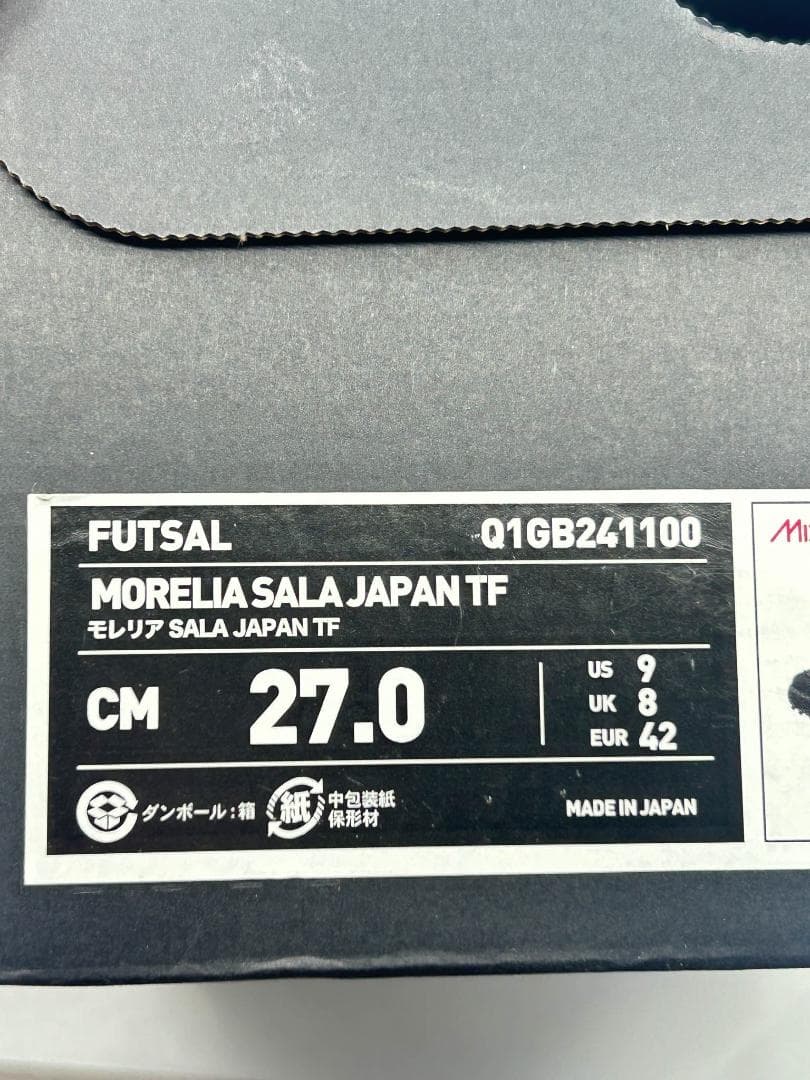 FUTSAL Q1GB241100
MORELIA SALA JAPAN TF
モレリア SALA JAPAN TF
CM 27.0
US 9
UK 8
EUR 42
ダンボール:箱
紙
中包装紙
保形材
MADE IN JAPAN